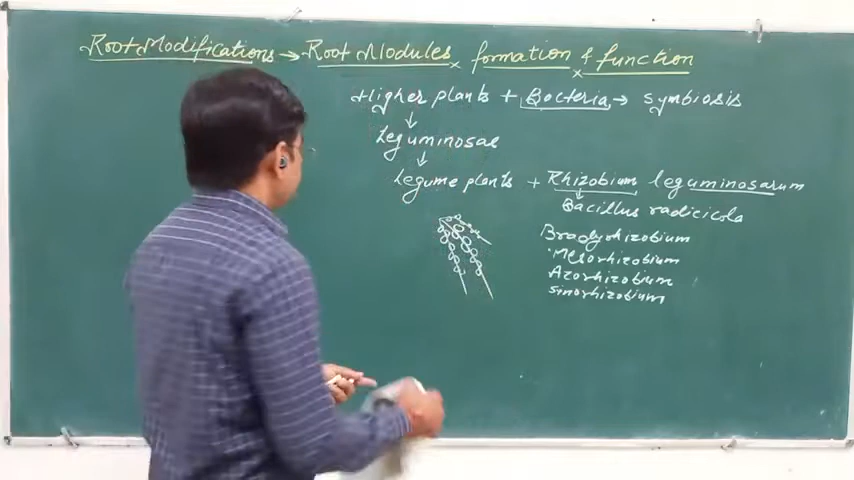 Root Modifications → Root Nodules formation & function
Higher plants + Bacteria → symbiosis
↓
Leguminosae
↓
Legume plants + Rhizobium leguminosarum
Bacillus radicicola
Bradyrhizobium
Mesorhizobium
Azorhizobium
Sinorhizobium